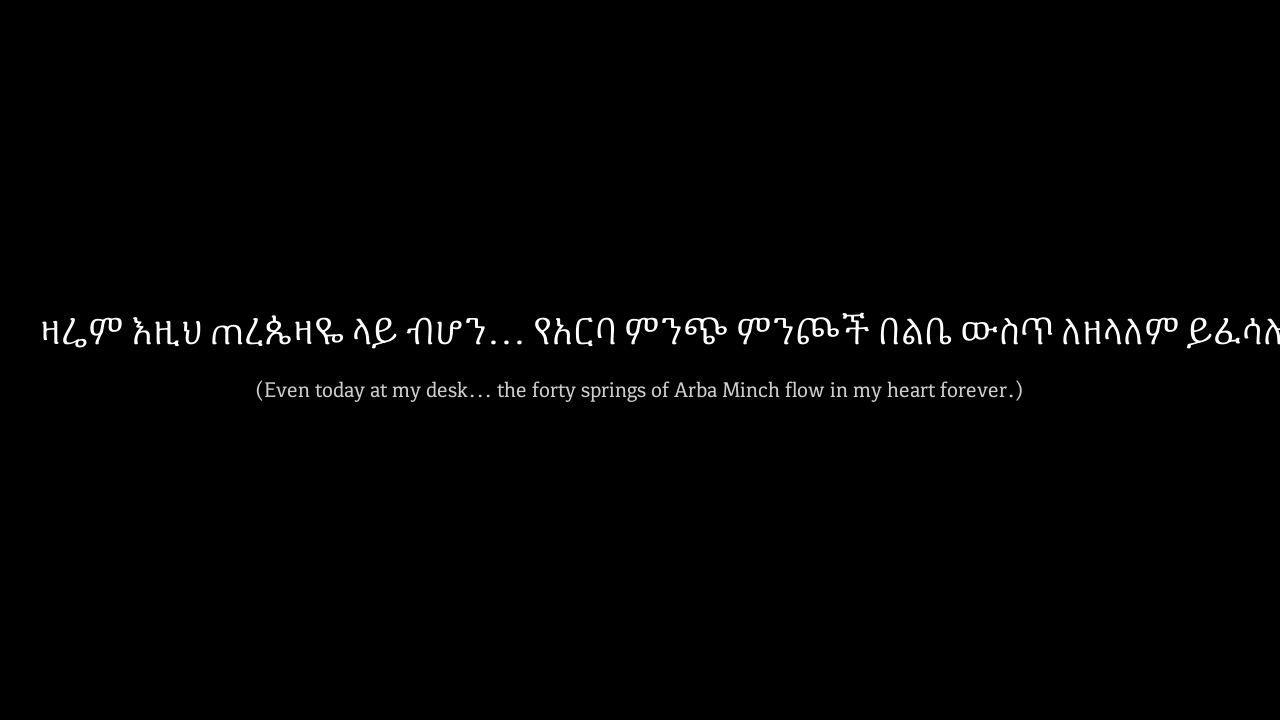 ዛሬም እዚህ ጠረጴዛዬ ላይ ብሆን... የአርባ ምንጭ ምንጮች በልቤ ውስጥ ለዘላለም
(Even today at my desk... the forty springs of Arba Minch flow in my heart forever.)